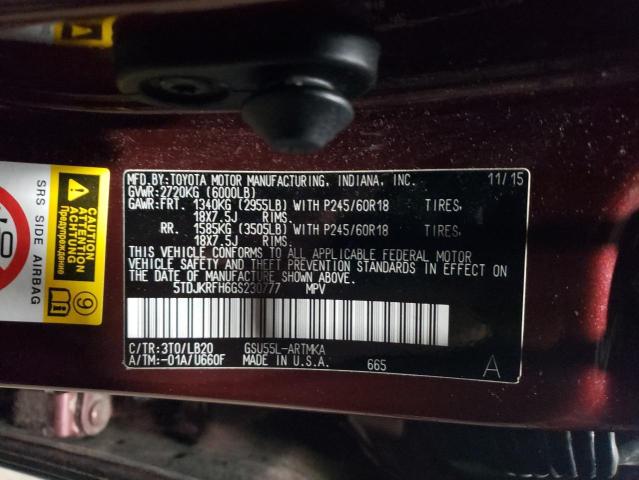 MFD.BY:TOYOTA MOTOR MANUFACTURING, INDIANA, INC. 11/15
GVWR:2720KG (6000LB)
GAWR:FRT. 1340KG (2955LB) WITH P245/60R18 TIRES,
18X7.5J RIMS.
RR. 1585KG (3505LB) WITH P245/60R18 TIRES,
18X7.5J RIMS.
THIS VEHICLE CONFORMS TO ALL APPLICABLE FEDERAL MOTOR
VEHICLE SAFETY AND THEFT PREVENTION STANDARDS IN EFFECT ON
THE DATE OF MANUFACTURE SHOWN ABOVE.
5TDJKRFH6GS230777 MPV
C/TR:3T0/LB20 GSU55L-ARTMKA
A/TM:-01A/U660F MADE IN U.S.A. 665 A
SRS SIDE AIRBAG
CAUTION
ATTENTION
ACHTUNG
9